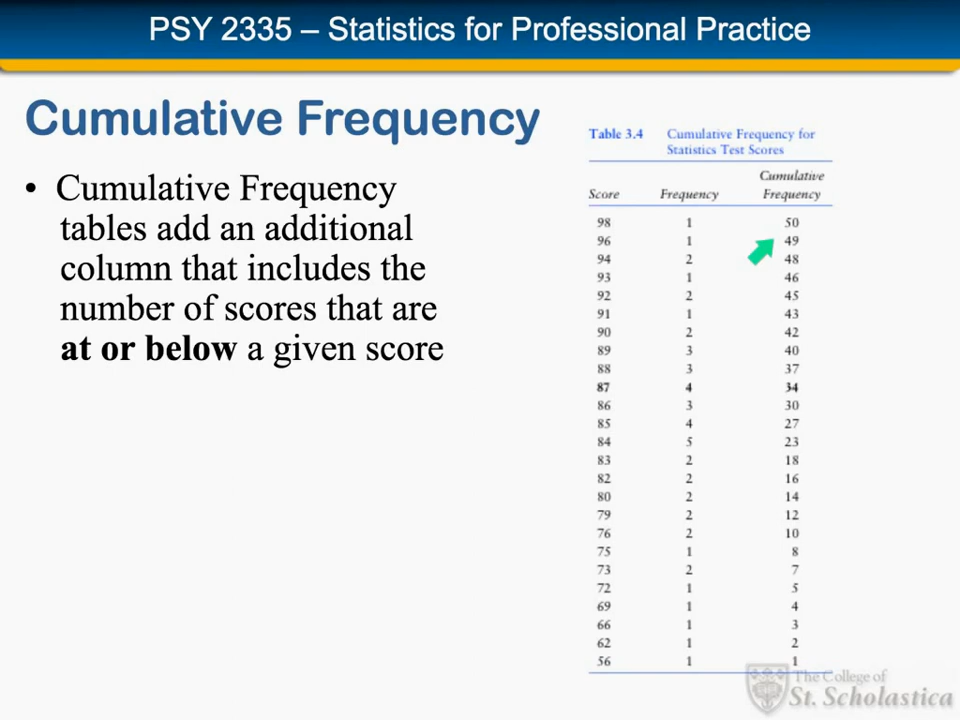 PSY 2335 – Statistics for Professional Practice
Cumulative Frequency
• Cumulative Frequency
tables add an additional
column that includes the
number of scores that are
at or below a given score
Table 3.4 Cumulative Frequency for
Statistics Test Scores
Cumulative
Score Frequency Frequency
98 1 50
96 1 49
94 2 48
93 1 46
92 2 45
91 1 43
90 2 42
89 3 40
88 3 37
87 4 34
86 3 30
85 4 27
84 5 23
83 2 18
82 2 16
80 2 14
79 2 12
76 2 10
75 1 8
73 2 7
72 1 5
69 1 4
66 1 3
62 1 2
56 1 1
The College of
St. Scholastica